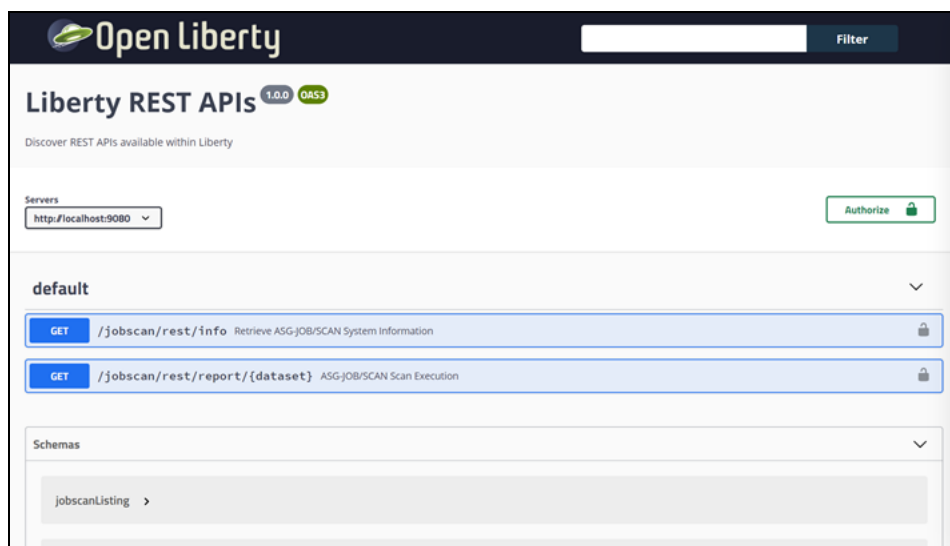 Open Liberty
Filter
Liberty REST APIs 1.0.0 OAS3
Discover REST APIs available within Liberty
Servers
http://localhost:9080
Authorize
default
GET /jobscan/rest/info Retrieve ASG-JOB/SCAN System Information
GET /jobscan/rest/report/{dataset} ASG-JOB/SCAN Scan Execution
Schemas
jobscanListing